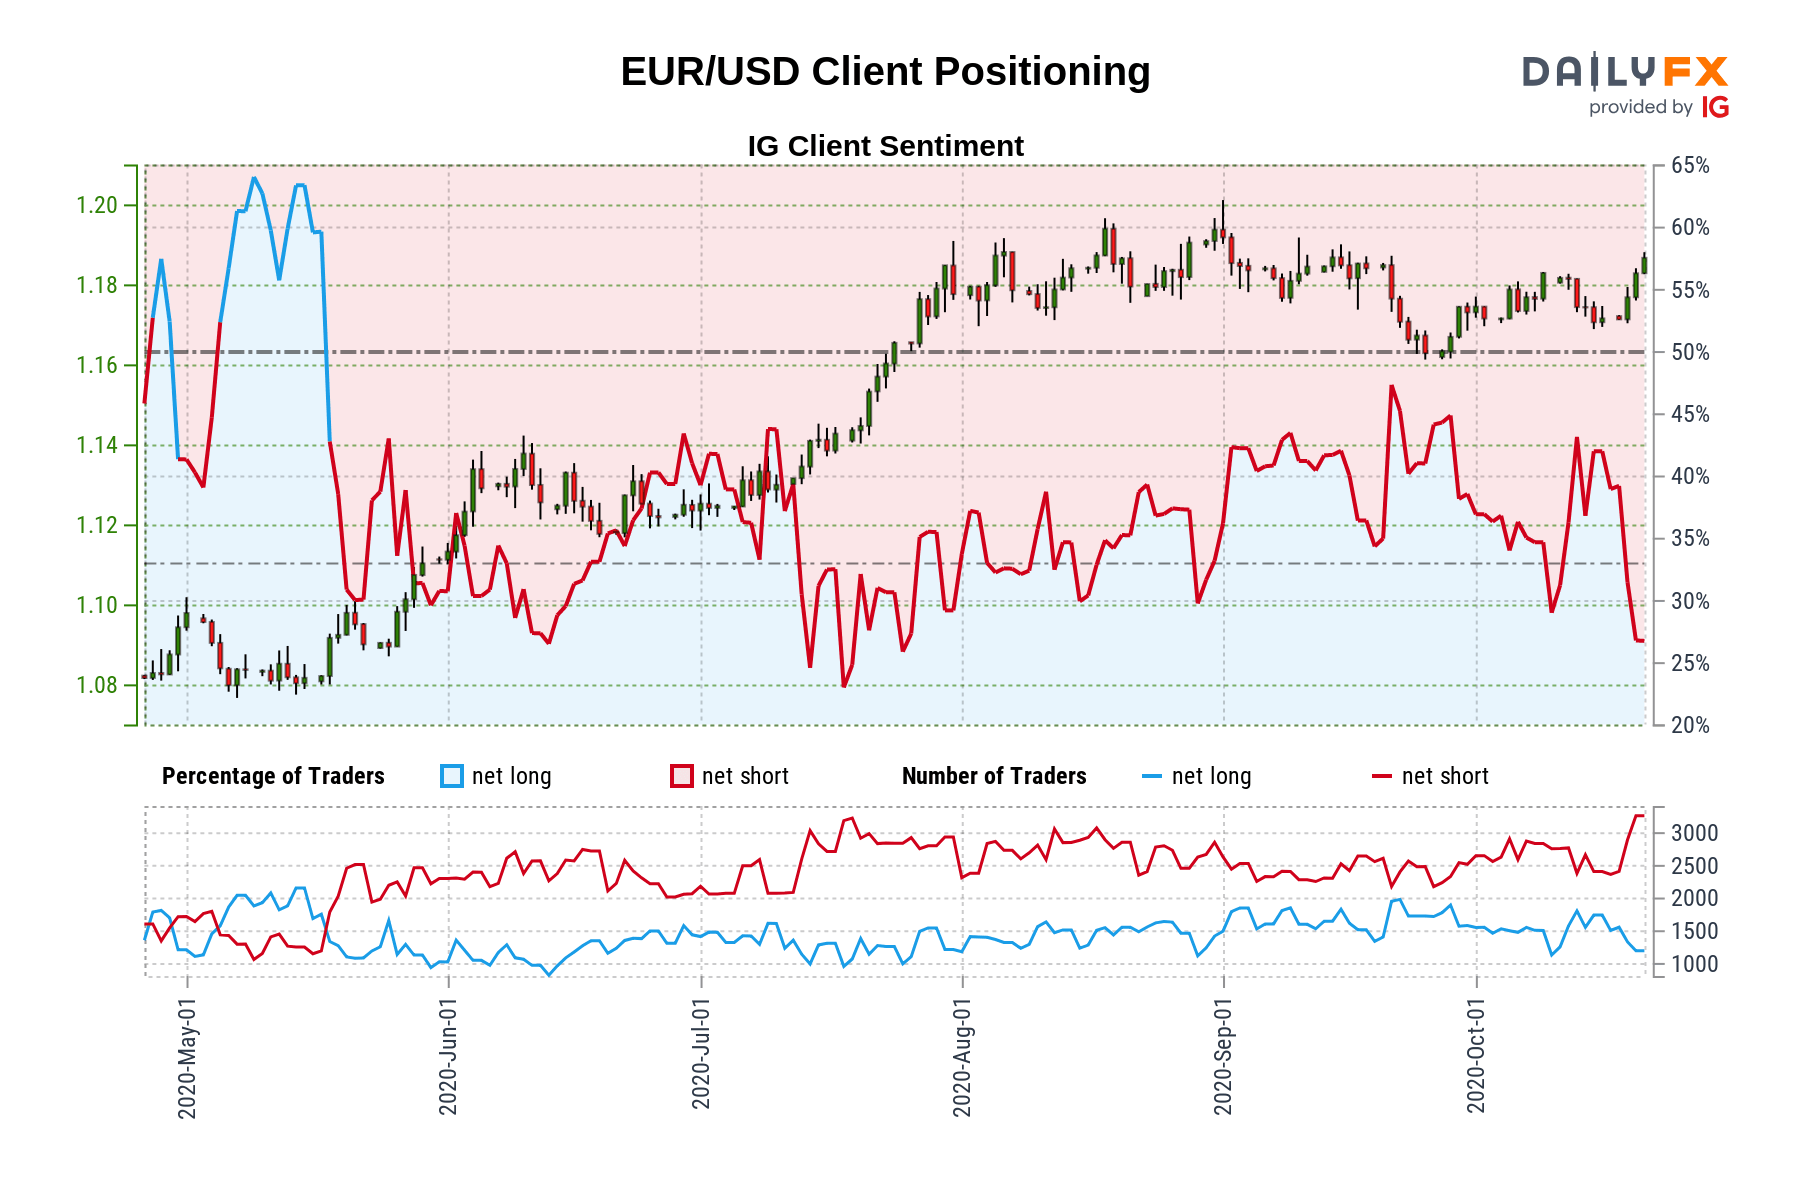 EUR/USD Client Positioning
DAILYFX
provided by IG
IG Client Sentiment
1.20
1.18
1.16
1.14
1.12
1.10
1.08
65%
60%
55%
50%
45%
40%
35%
30%
25%
20%
Percentage of Traders net long net short Number of Traders net long net short
3000
2500
2000
1500
1000
2020-May-01
2020-Jun-01
2020-Jul-01
2020-Aug-01
2020-Sep-01
2020-Oct-01